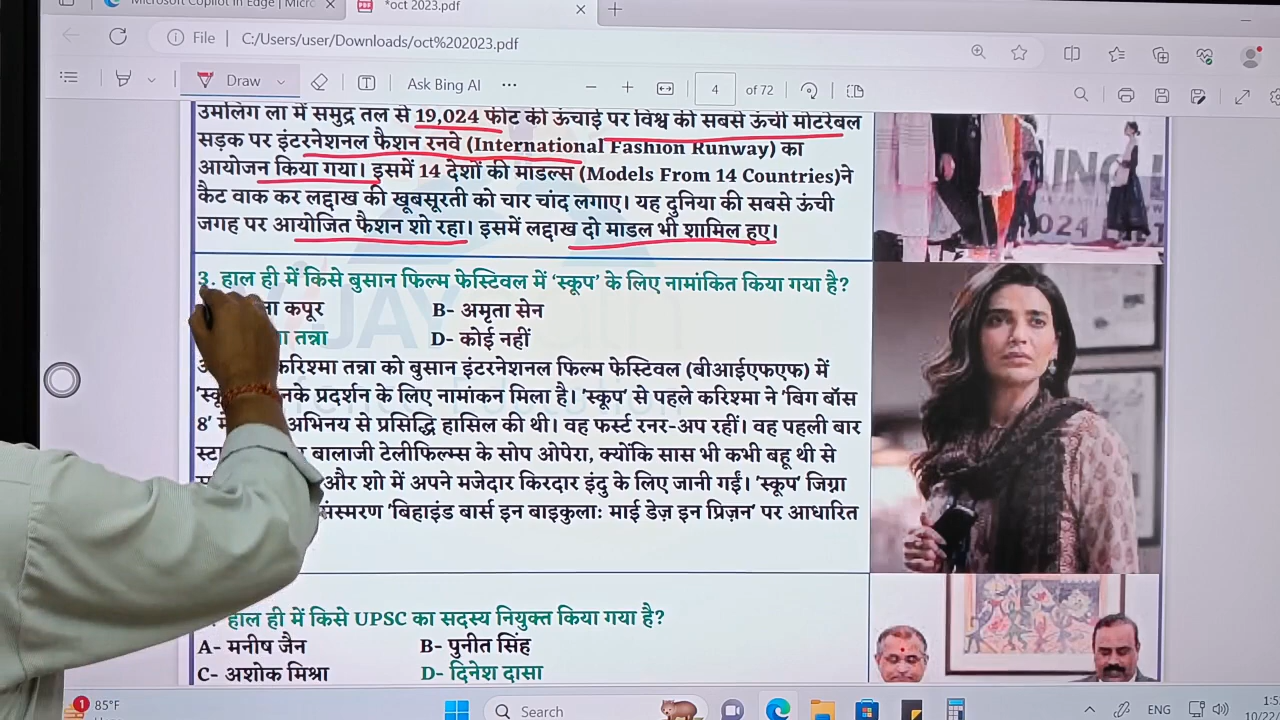 Microsoft Copilot in Edge | Micro
*oct 2023.pdf
File | C:/Users/user/Downloads/oct%202023.pdf
Draw
Ask Bing AI
4 of 72
उमलिंग ला में समुद्र तल से 19,024 फीट की ऊंचाई पर विश्व की सबसे ऊंची मोटरेबल
सड़क पर इंटरनेशनल फैशन रनवे (International Fashion Runway) का
आयोजन किया गया। इसमें 14 देशों की माडल्स (Models From 14 Countries)ने
कैट वाक कर लद्दाख की खूबसूरती को चार चांद लगाए। यह दुनिया की सबसे ऊंची
जगह पर आयोजित फैशन शो रहा। इसमें लद्दाख दो माडल भी शामिल हुए।
3. हाल ही में किसे बुसान फिल्म फेस्टिवल में ‘स्कूप’ के लिए नामांकित किया गया है?
कपूर B- अमृता सेन
तन्ना D- कोई नहीं
करिश्मा तन्ना को बुसान इंटरनेशनल फिल्म फेस्टिवल (बीआईएफएफ) में
प्रदर्शन के लिए नामांकन मिला है। 'स्कूप' से पहले करिश्मा ने 'बिग बॉस
8' अभिनय से प्रसिद्धि हासिल की थी। वह फर्स्ट रनर-अप रहीं। वह पहली बार
बालाजी टेलीफिल्म्स के सोप ओपेरा, क्योंकि सास भी कभी बहू थी से
और शो में अपने मजेदार किरदार इंदु के लिए जानी गईं। 'स्कूप' जिग्ना
संस्मरण 'बिहाइंड बार्स इन बाइकुलाः माई डेज़ इन प्रिज़न' पर आधारित
हाल ही में किसे UPSC का सदस्य नियुक्त किया गया है?
A- मनीष जैन B- पुनीत सिंह
C- अशोक मिश्रा D- दिनेश दासा
1 85°F
Search
ENG